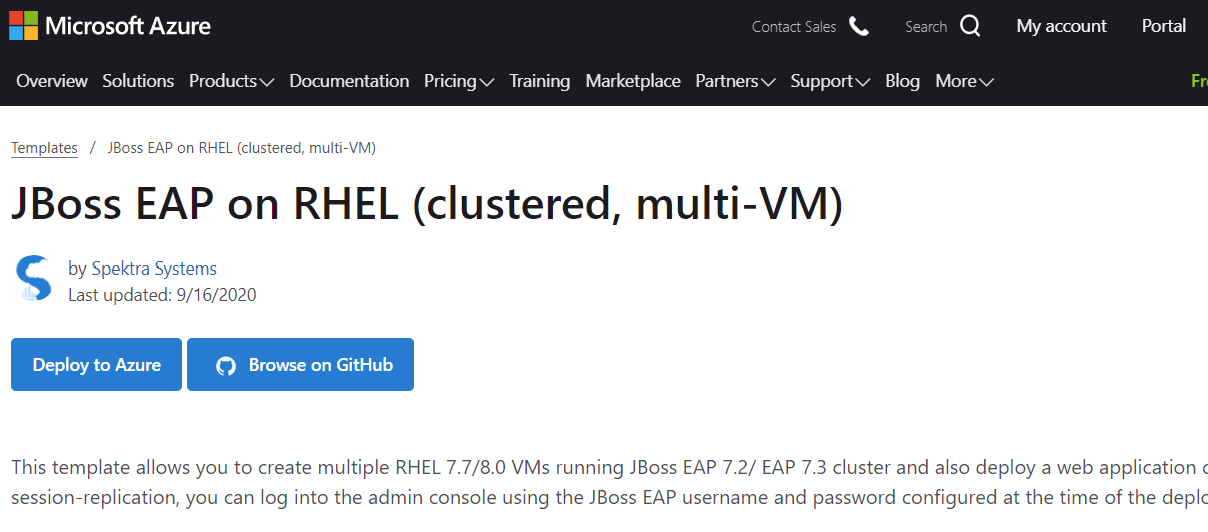 Microsoft Azure
Contact Sales
Search
My account
Portal
Overview Solutions Products Documentation Pricing Training Marketplace Partners Support Blog More
Templates / JBoss EAP on RHEL (clustered, multi-VM)
JBoss EAP on RHEL (clustered, multi-VM)
by Spektra Systems
Last updated: 9/16/2020
Deploy to Azure
Browse on GitHub
This template allows you to create multiple RHEL 7.7/8.0 VMs running JBoss EAP 7.2/ EAP 7.3 cluster and also deploy a web application
session-replication, you can log into the admin console using the JBoss EAP username and password configured at the time of the